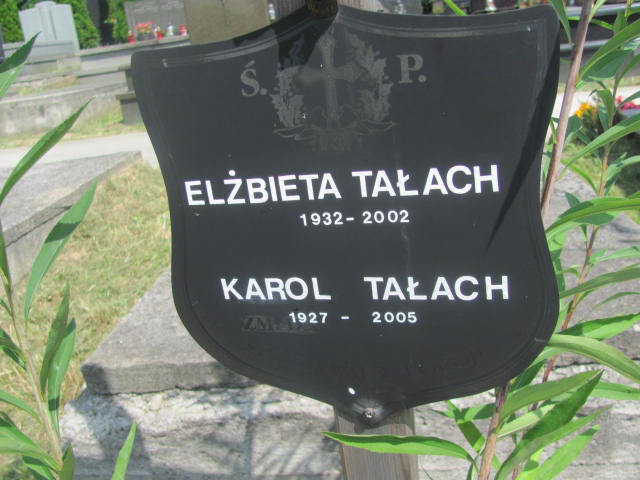 Ś. P.
ELŻBIETA TAŁACH
1932 - 2002
KAROL TAŁACH
1927 - 2005